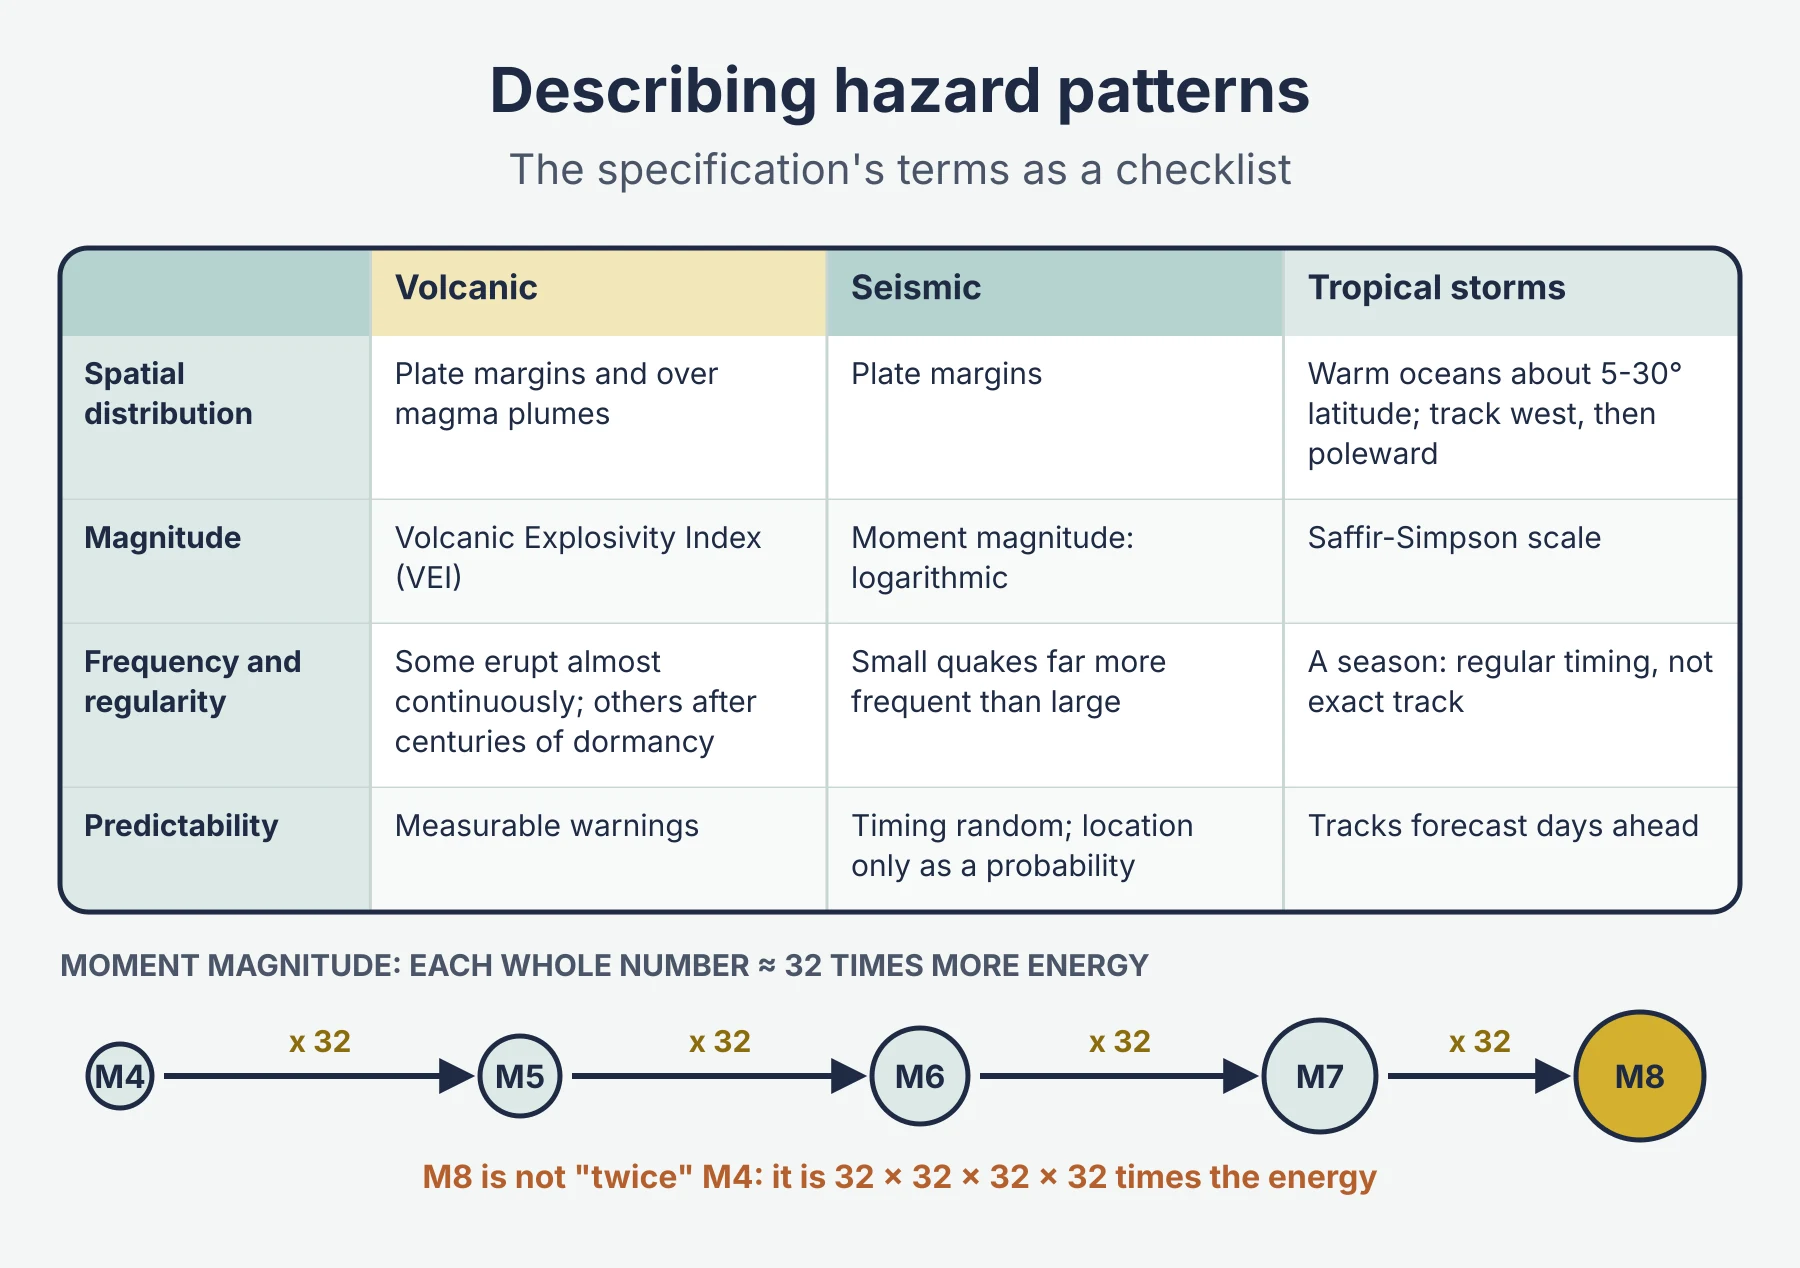 Describing hazard patterns
The specification's terms as a checklist
Volcanic
Seismic
Tropical storms
Spatial
distribution
Plate margins and over
magma plumes
Plate margins
Warm oceans about 5-30°
latitude; track west, then
poleward
Magnitude
Volcanic Explosivity Index
(VEI)
Moment magnitude:
logarithmic
Saffir-Simpson scale
Frequency and
regularity
Some erupt almost
continuously; others after
centuries of dormancy
Small quakes far more
frequent than large
A season: regular timing, not
exact track
Predictability
Measurable warnings
Timing random; location
only as a probability
Tracks forecast days ahead
MOMENT MAGNITUDE: EACH WHOLE NUMBER ≈ 32 TIMES MORE ENERGY
x 32
x 32
x 32
x 32
M4
M5
M6
M7
M8
M8 is not "twice" M4: it is 32 × 32 × 32 × 32 times the energy